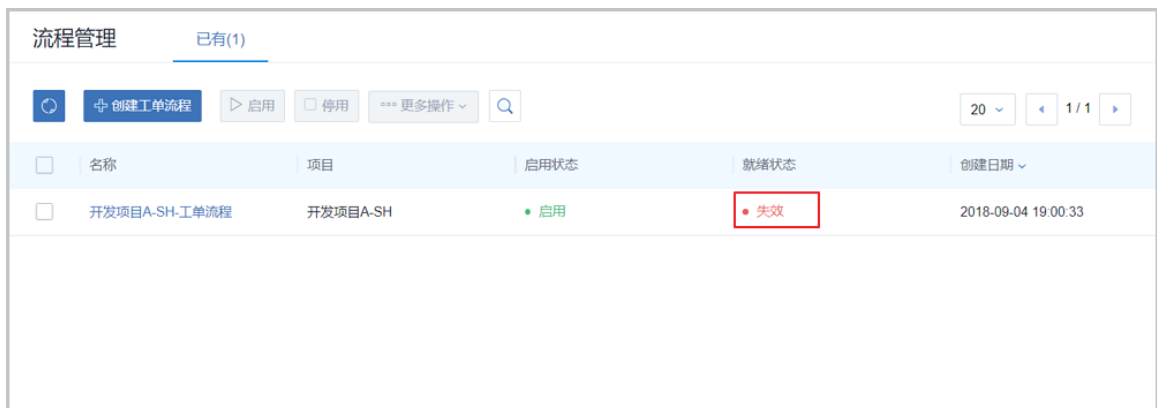 流程管理 已有(1)
创建工单流程 启用 停用 更多操作 20 1 / 1
名称 项目 启用状态 就绪状态 创建日期
开发项目A-SH-工单流程 开发项目A-SH 启用 失效 2018-09-04 19:00:33